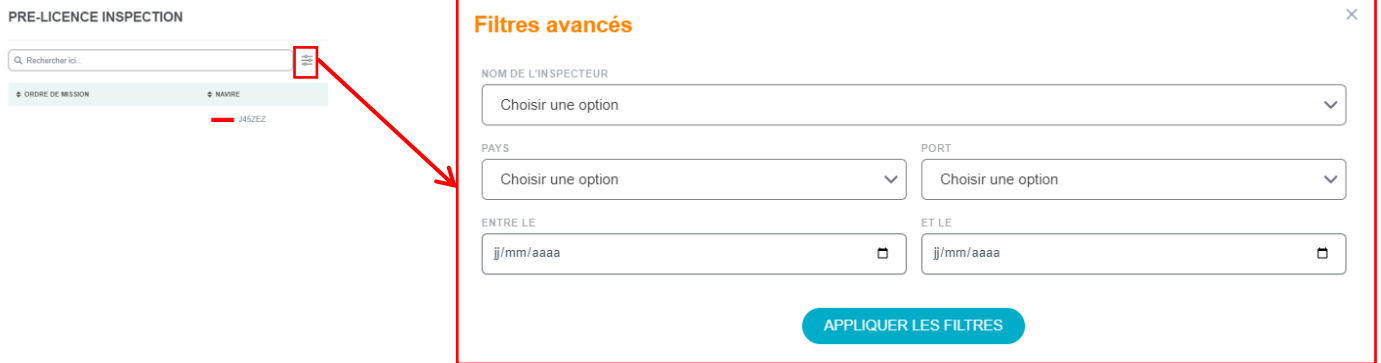 PRE-LICENCE INSPECTION
Rechercher ici...
ORDRE DE MISSION NAVIRE
J45ZEZ
Filtres avancés
NOM DE L'INSPECTEUR
Choisir une option
PAYS PORT
Choisir une option Choisir une option
ENTRE LE ET LE
jj/mm/aaaa jj/mm/aaaa
APPLIQUER LES FILTRES